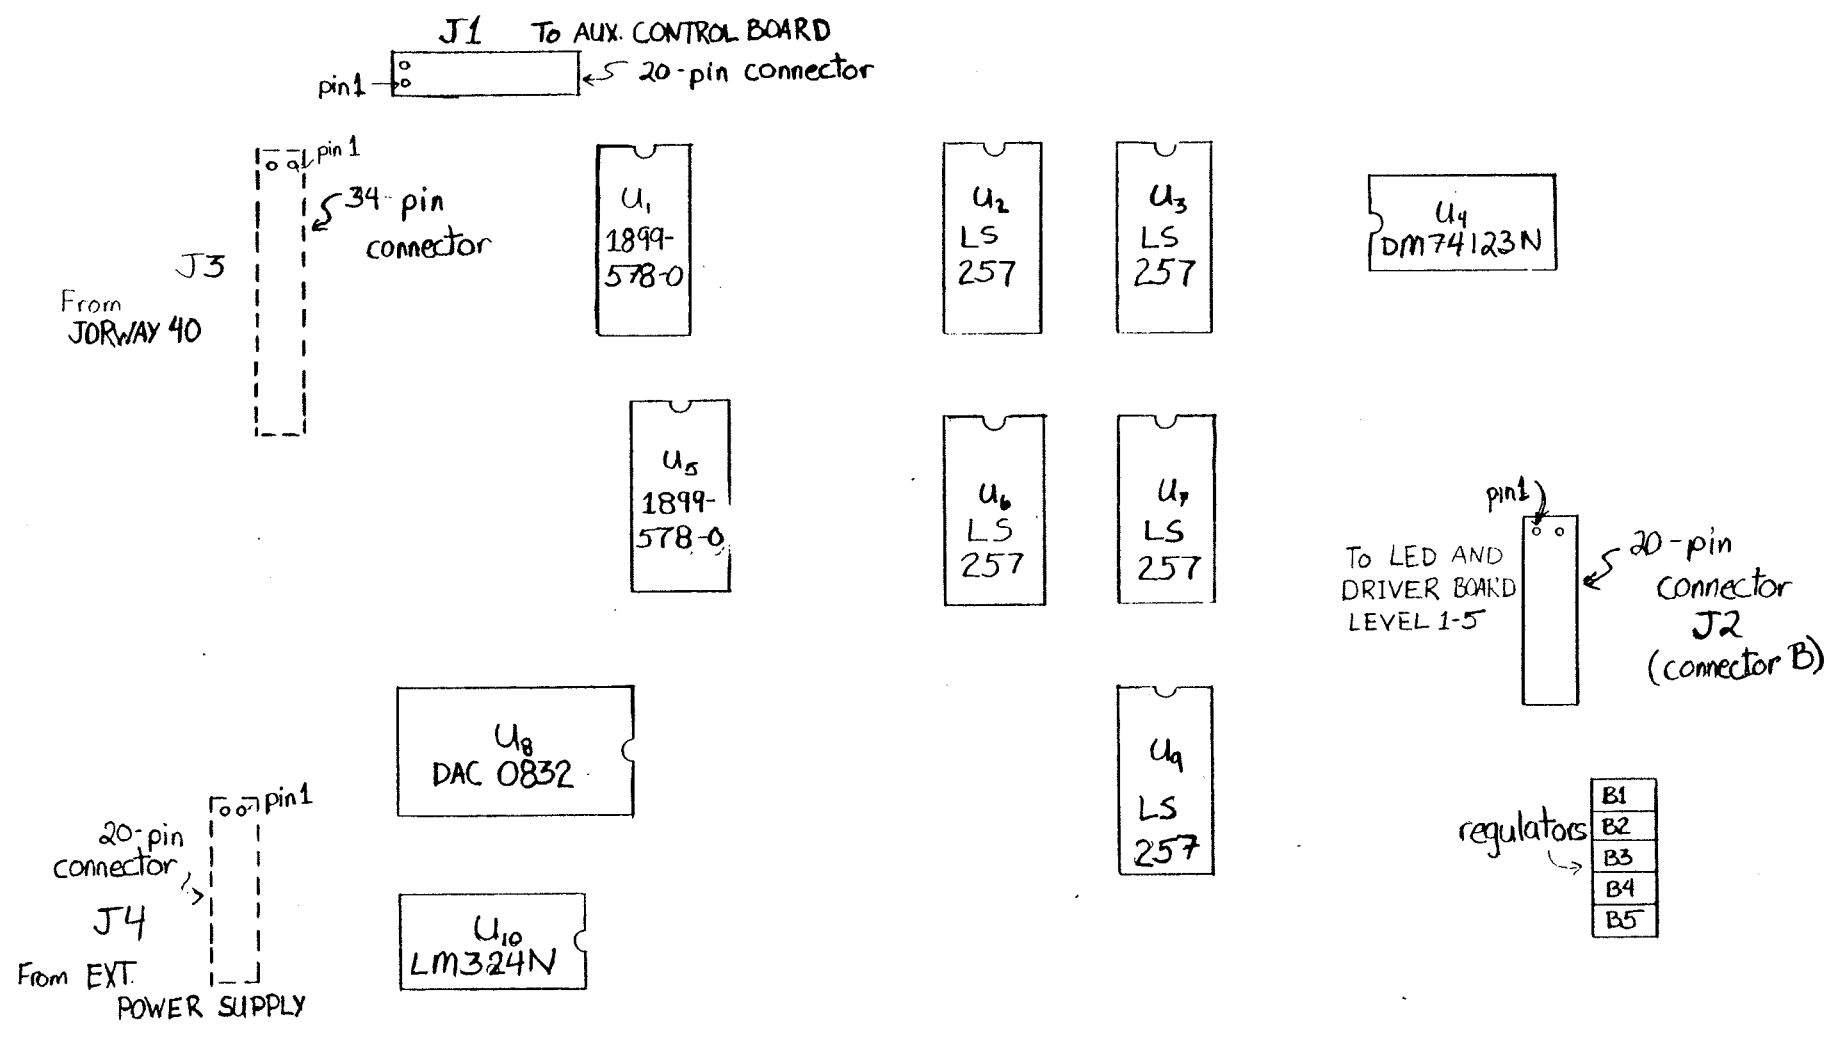 J1 To AUX. CONTROL BOARD
pin1
20-pin connector
pin 1
34-pin
connector
J3
From
JORWAY 40
U1
1899-
578-0
U2
LS
257
U3
LS
257
U4
DM74123N
U5
1899-
578-0
U6
LS
257
U7
LS
257
pin1
TO LED AND
DRIVER BOARD
LEVEL 1-5
20-pin
connector
J2
(connector B)
U8
DAC 0832
U9
LS
257
pin1
20-pin
connector
J4
From EXT.
POWER SUPPLY
U10
LM324N
regulators
B1
B2
B3
B4
B5